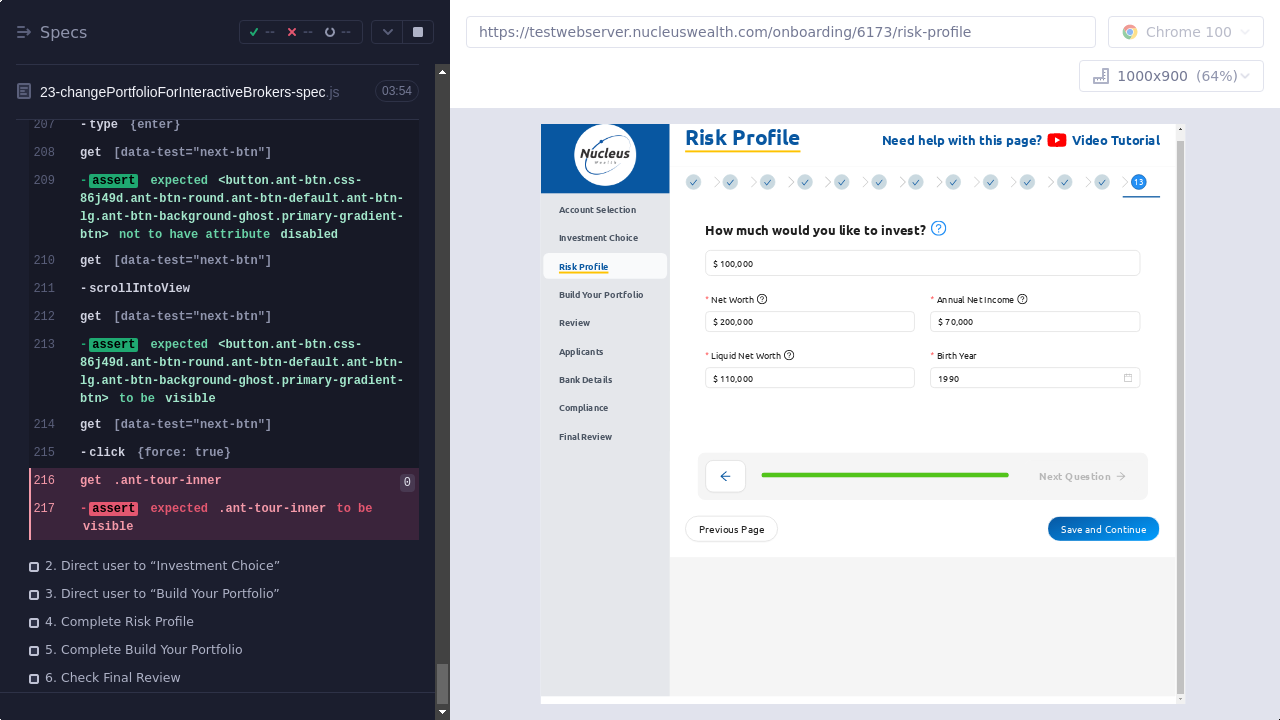 Specs
--
--
--
https://testwebserver.nucleuswealth.com/onboarding/6173/risk-profile
Chrome 100
1000x900 (64%)
23-changePortfolioForInteractiveBrokers-spec.js
03:54
207 -type {enter}
208 get [data-test="next-btn"]
209 -assert expected <button.ant-btn.css-
86j49d.ant-btn-round.ant-btn-default.ant-btn-
lg.ant-btn-background-ghost.primary-gradient-
btn> not to have attribute disabled
210 get [data-test="next-btn"]
211 -scrollIntoView
212 get [data-test="next-btn"]
213 -assert expected <button.ant-btn.css-
86j49d.ant-btn-round.ant-btn-default.ant-btn-
lg.ant-btn-background-ghost.primary-gradient-
btn> to be visible
214 get [data-test="next-btn"]
215 -click {force: true}
216 get .ant-tour-inner 0
217 -assert expected .ant-tour-inner to be
visible
2. Direct user to “Investment Choice”
3. Direct user to “Build Your Portfolio”
4. Complete Risk Profile
5. Complete Build Your Portfolio
6. Check Final Review
Nucleus
Wealth
Account Selection
Investment Choice
Risk Profile
Build Your Portfolio
Review
Applicants
Bank Details
Compliance
Final Review
Risk Profile
Need help with this page? Video Tutorial
13
How much would you like to invest?
$ 100,000
* Net Worth
* Annual Net Income
$ 200,000
$ 70,000
* Liquid Net Worth
* Birth Year
$ 110,000
1990
Next Question
Previous Page
Save and Continue